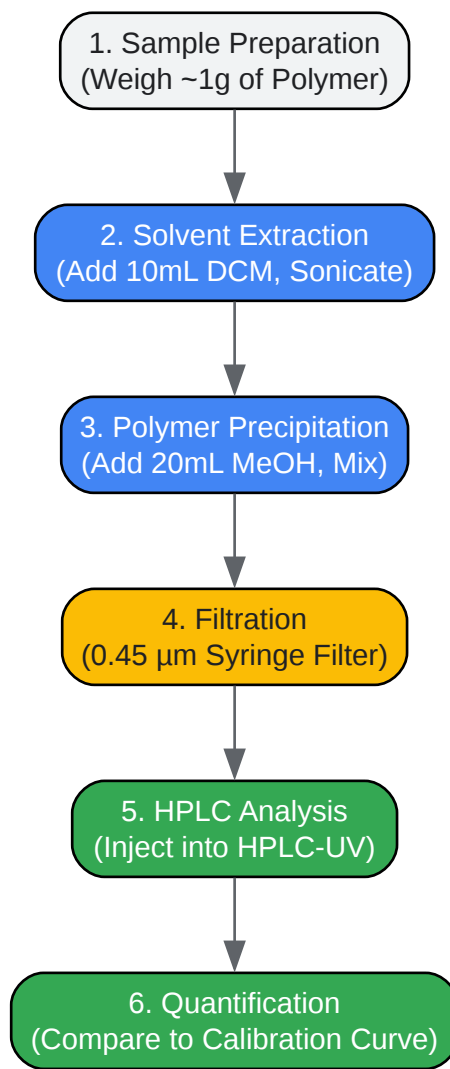 1. Sample Preparation
(Weigh ~1g of Polymer)
2. Solvent Extraction
(Add 10mL DCM, Sonicate)
3. Polymer Precipitation
(Add 20mL MeOH, Mix)
4. Filtration
(0.45 µm Syringe Filter)
5. HPLC Analysis
(Inject into HPLC-UV)
6. Quantification
(Compare to Calibration Curve)